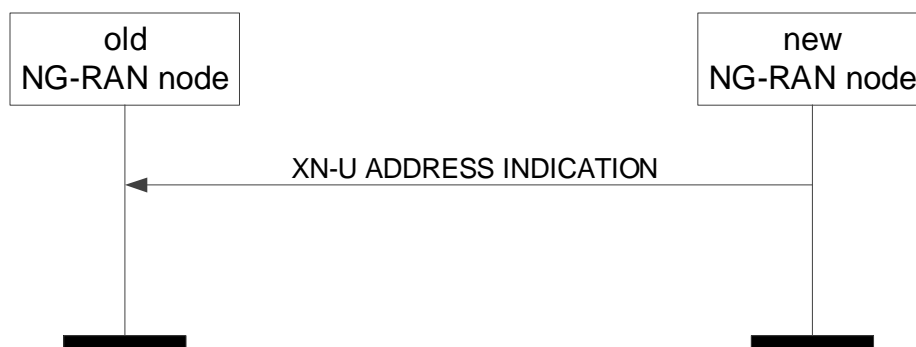 old
NG-RAN node
new
NG-RAN node
XN-U ADDRESS INDICATION